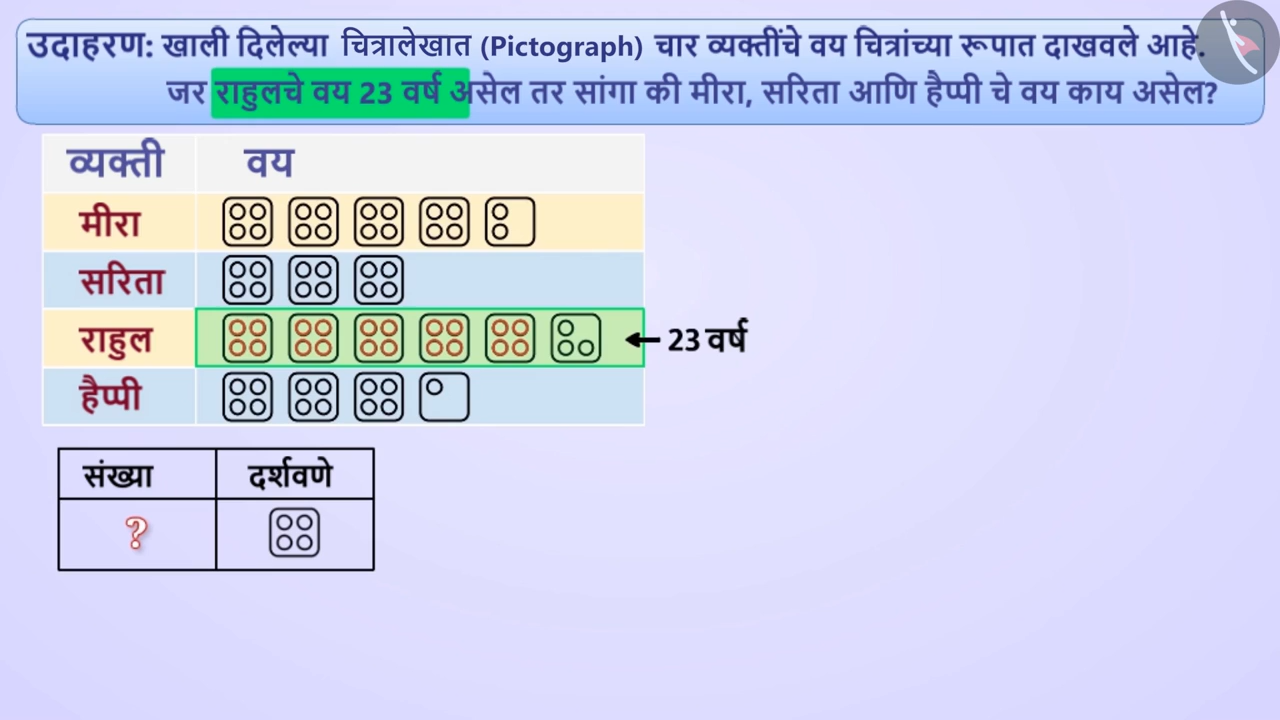 उदाहरण: खाली दिलेल्या चित्रालेखात (Pictograph) चार व्यक्तींचे वय चित्रांच्या रूपात दाखवले आहे.
जर राहुलचे वय 23 वर्ष असेल तर सांगा की मीरा, सरिता आणि हैप्पी चे वय काय असेल?
व्यक्ती वय
मीरा
सरिता
राहुल 23 वर्ष
हैप्पी
संख्या दर्शवणे
?